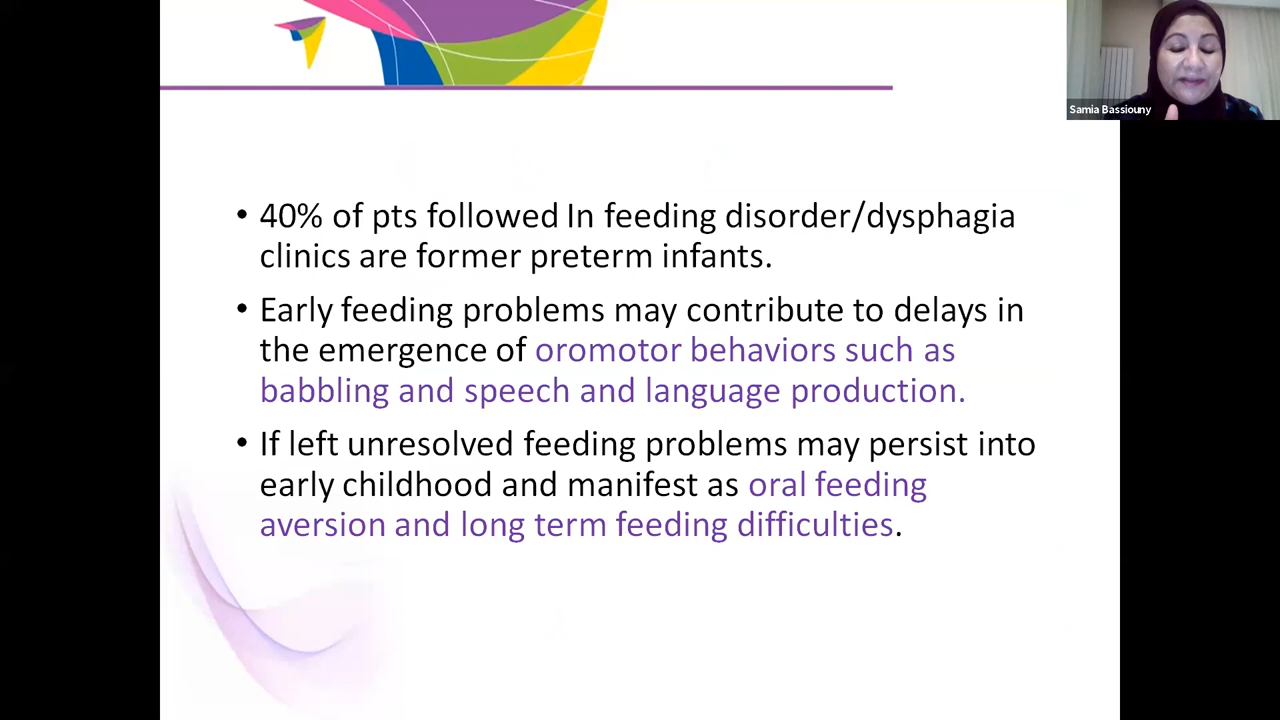 Samia Bassiouny
• 40% of pts followed In feeding disorder/dysphagia
clinics are former preterm infants.
• Early feeding problems may contribute to delays in
the emergence of oromotor behaviors such as
babbling and speech and language production.
• If left unresolved feeding problems may persist into
early childhood and manifest as oral feeding
aversion and long term feeding difficulties.